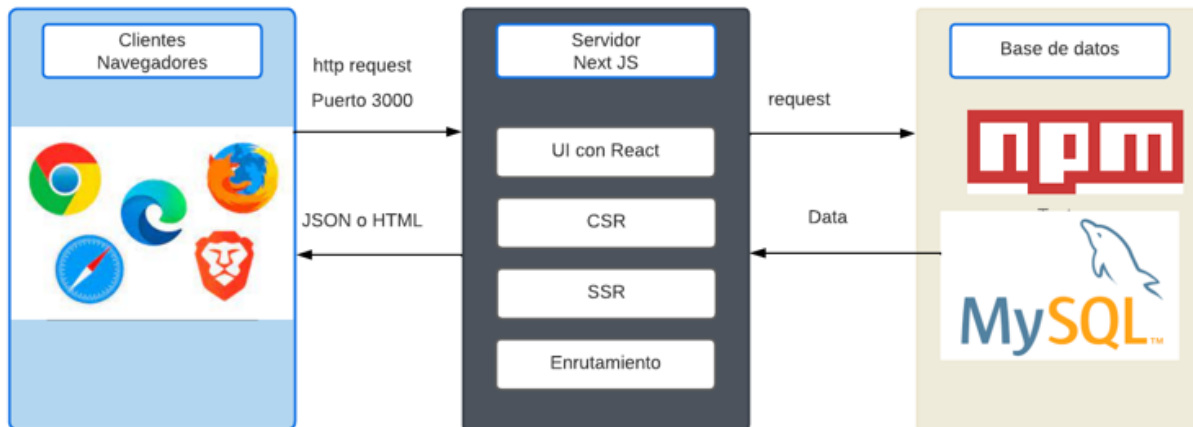 Clientes
Navegadores
http request
Puerto 3000
JSON o HTML
Servidor
Next JS
UI con React
CSR
SSR
Enrutamiento
request
Data
Base de datos
npm
MySQL™